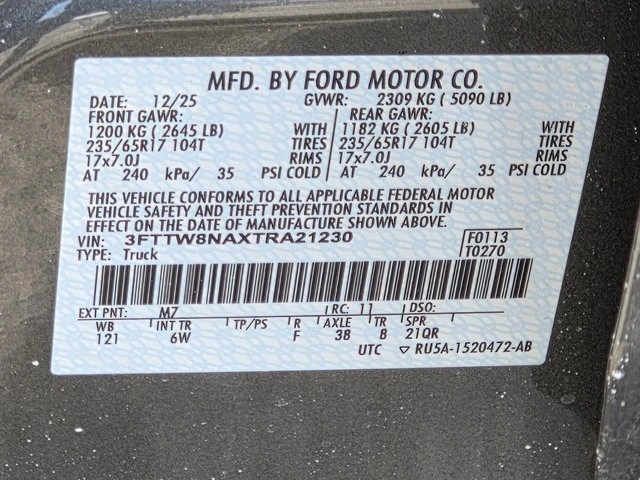 MFD. BY FORD MOTOR CO.
DATE: 12/25 GVWR: 2309 KG ( 5090 LB)
FRONT GAWR: REAR GAWR:
1200 KG ( 2645 LB) WITH 1182 KG ( 2605 LB) WITH
235/65R17 104T TIRES 235/65R17 104T TIRES
17x7.0J RIMS 17x7.0J RIMS
AT 240 kPa/ 35 PSI COLD AT 240 kPa/ 35 PSI COLD
THIS VEHICLE CONFORMS TO ALL APPLICABLE FEDERAL MOTOR
VEHICLE SAFETY AND THEFT PREVENTION STANDARDS IN
EFFECT ON THE DATE OF MANUFACTURE SHOWN ABOVE.
VIN: 3FTTW8NAXTRA21230 F0113
TYPE: Truck T0270
EXT PNT: M7 RC: 11 DSO:
WB INT TR TP/PS R AXLE TR SPR
121 6W F 38 8 21QR
UTC ▽ RU5A-1520472-AB